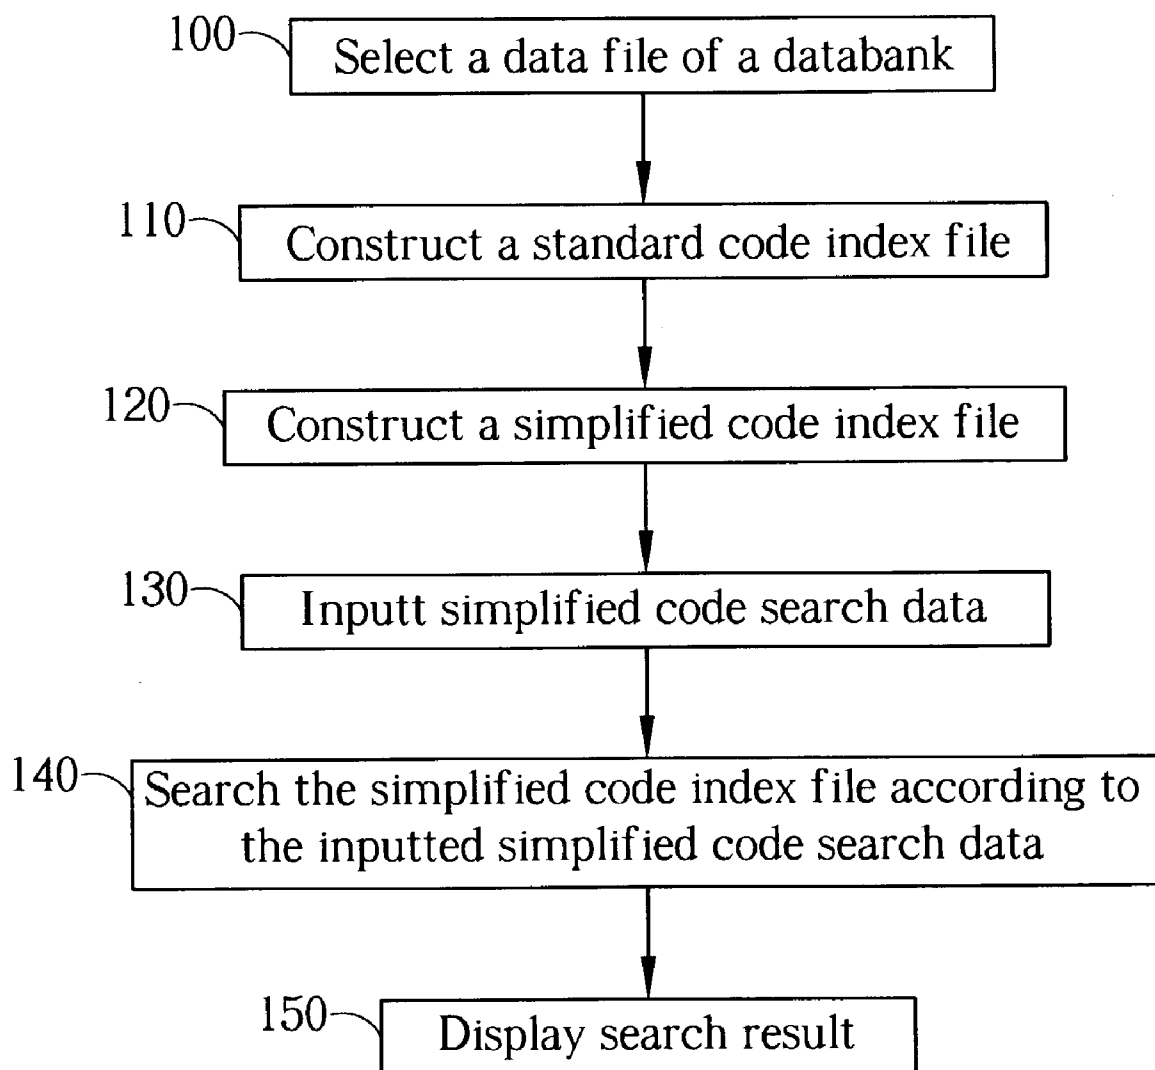 100
Select a data file of a databank
110
Construct a standard code index file
120
Construct a simplified code index file
130
Inputt simplified code search data
140
Search the simplified code index file according to
the inputted simplified code search data
150
Display search result